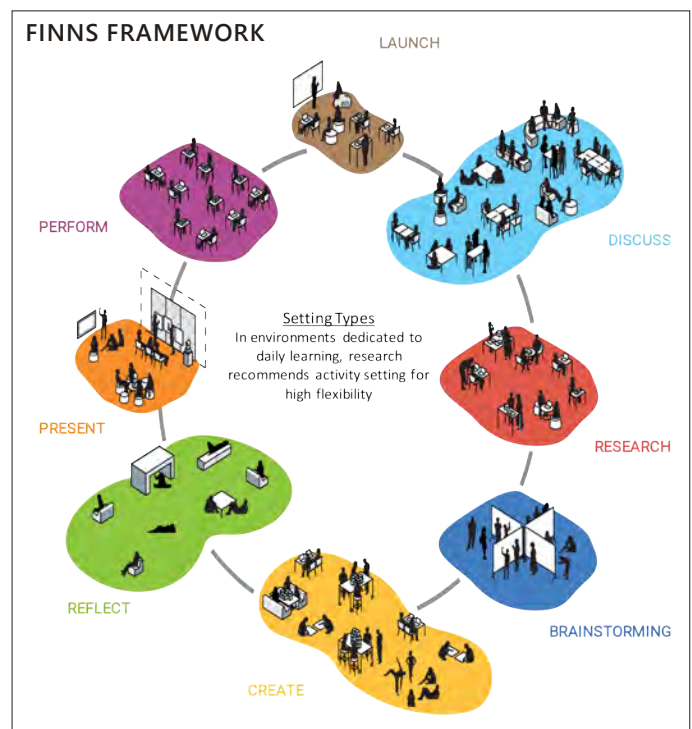 FINNS FRAMEWORK
LAUNCH
DISCUSS
PERFORM
Setting Types
In environments dedicated to
daily learning, research
recommends activity setting for
high flexibility
PRESENT
RESEARCH
REFLECT
BRAINSTORMING
CREATE